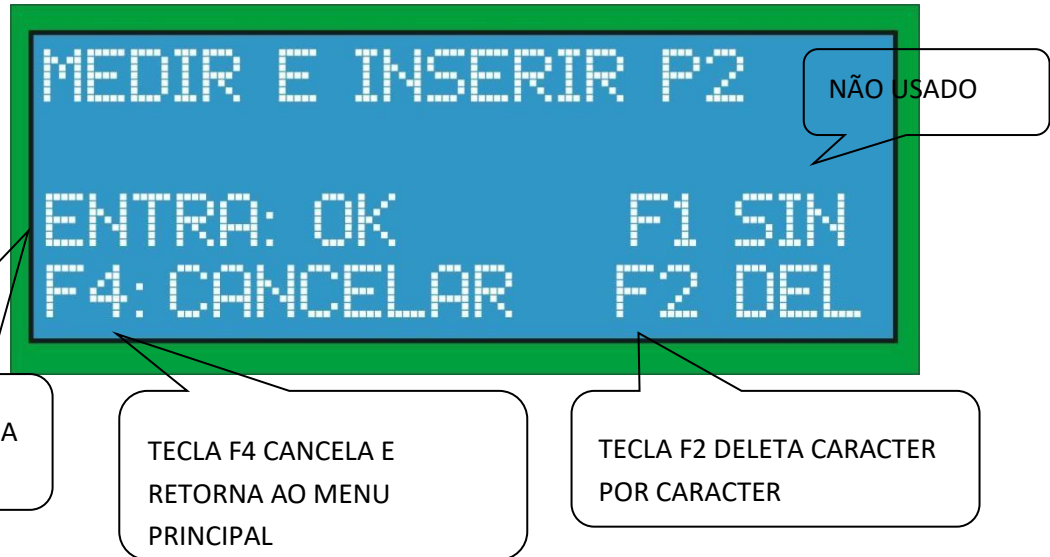 MEDIR E INSERIR P2
NÃO USADO
ENTRA: OK F1 SIN
F4: CANCELAR F2 DEL
A
TECLA F4 CANCELA E
RETORNA AO MENU
PRINCIPAL
TECLA F2 DELETA CARACTER
POR CARACTER